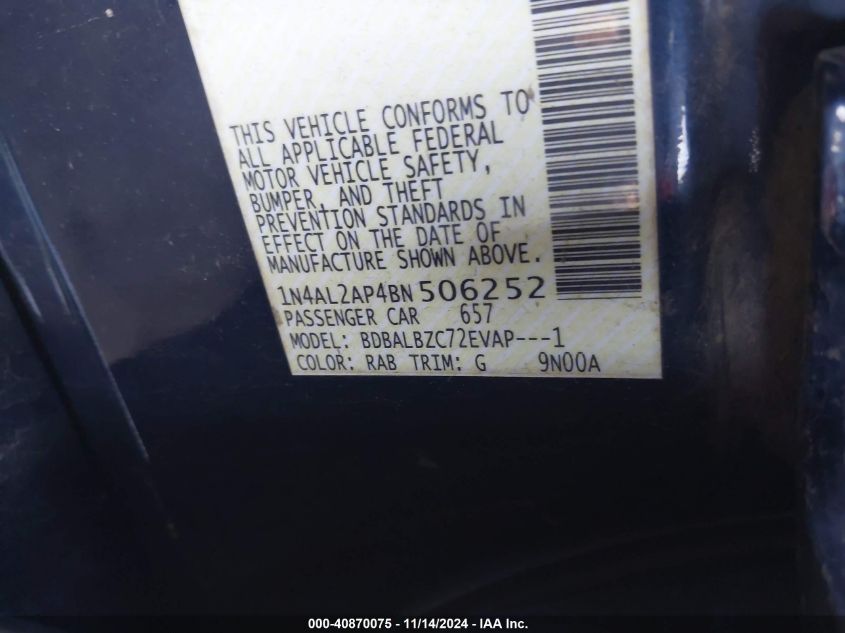 THIS VEHICLE CONFORMS TO
ALL APPLICABLE FEDERAL
MOTOR VEHICLE SAFETY,
BUMPER, AND THEFT
PREVENTION STANDARDS IN
EFFECT ON THE DATE OF
MANUFACTURE SHOWN ABOVE.
1N4AL2AP4BN 506252
PASSENGER CAR 657
MODEL: BDBALBZC72EVAP---1
COLOR: RAB TRIM: G 9N00A
000-40870075 - 11/14/2024 - IAA Inc.